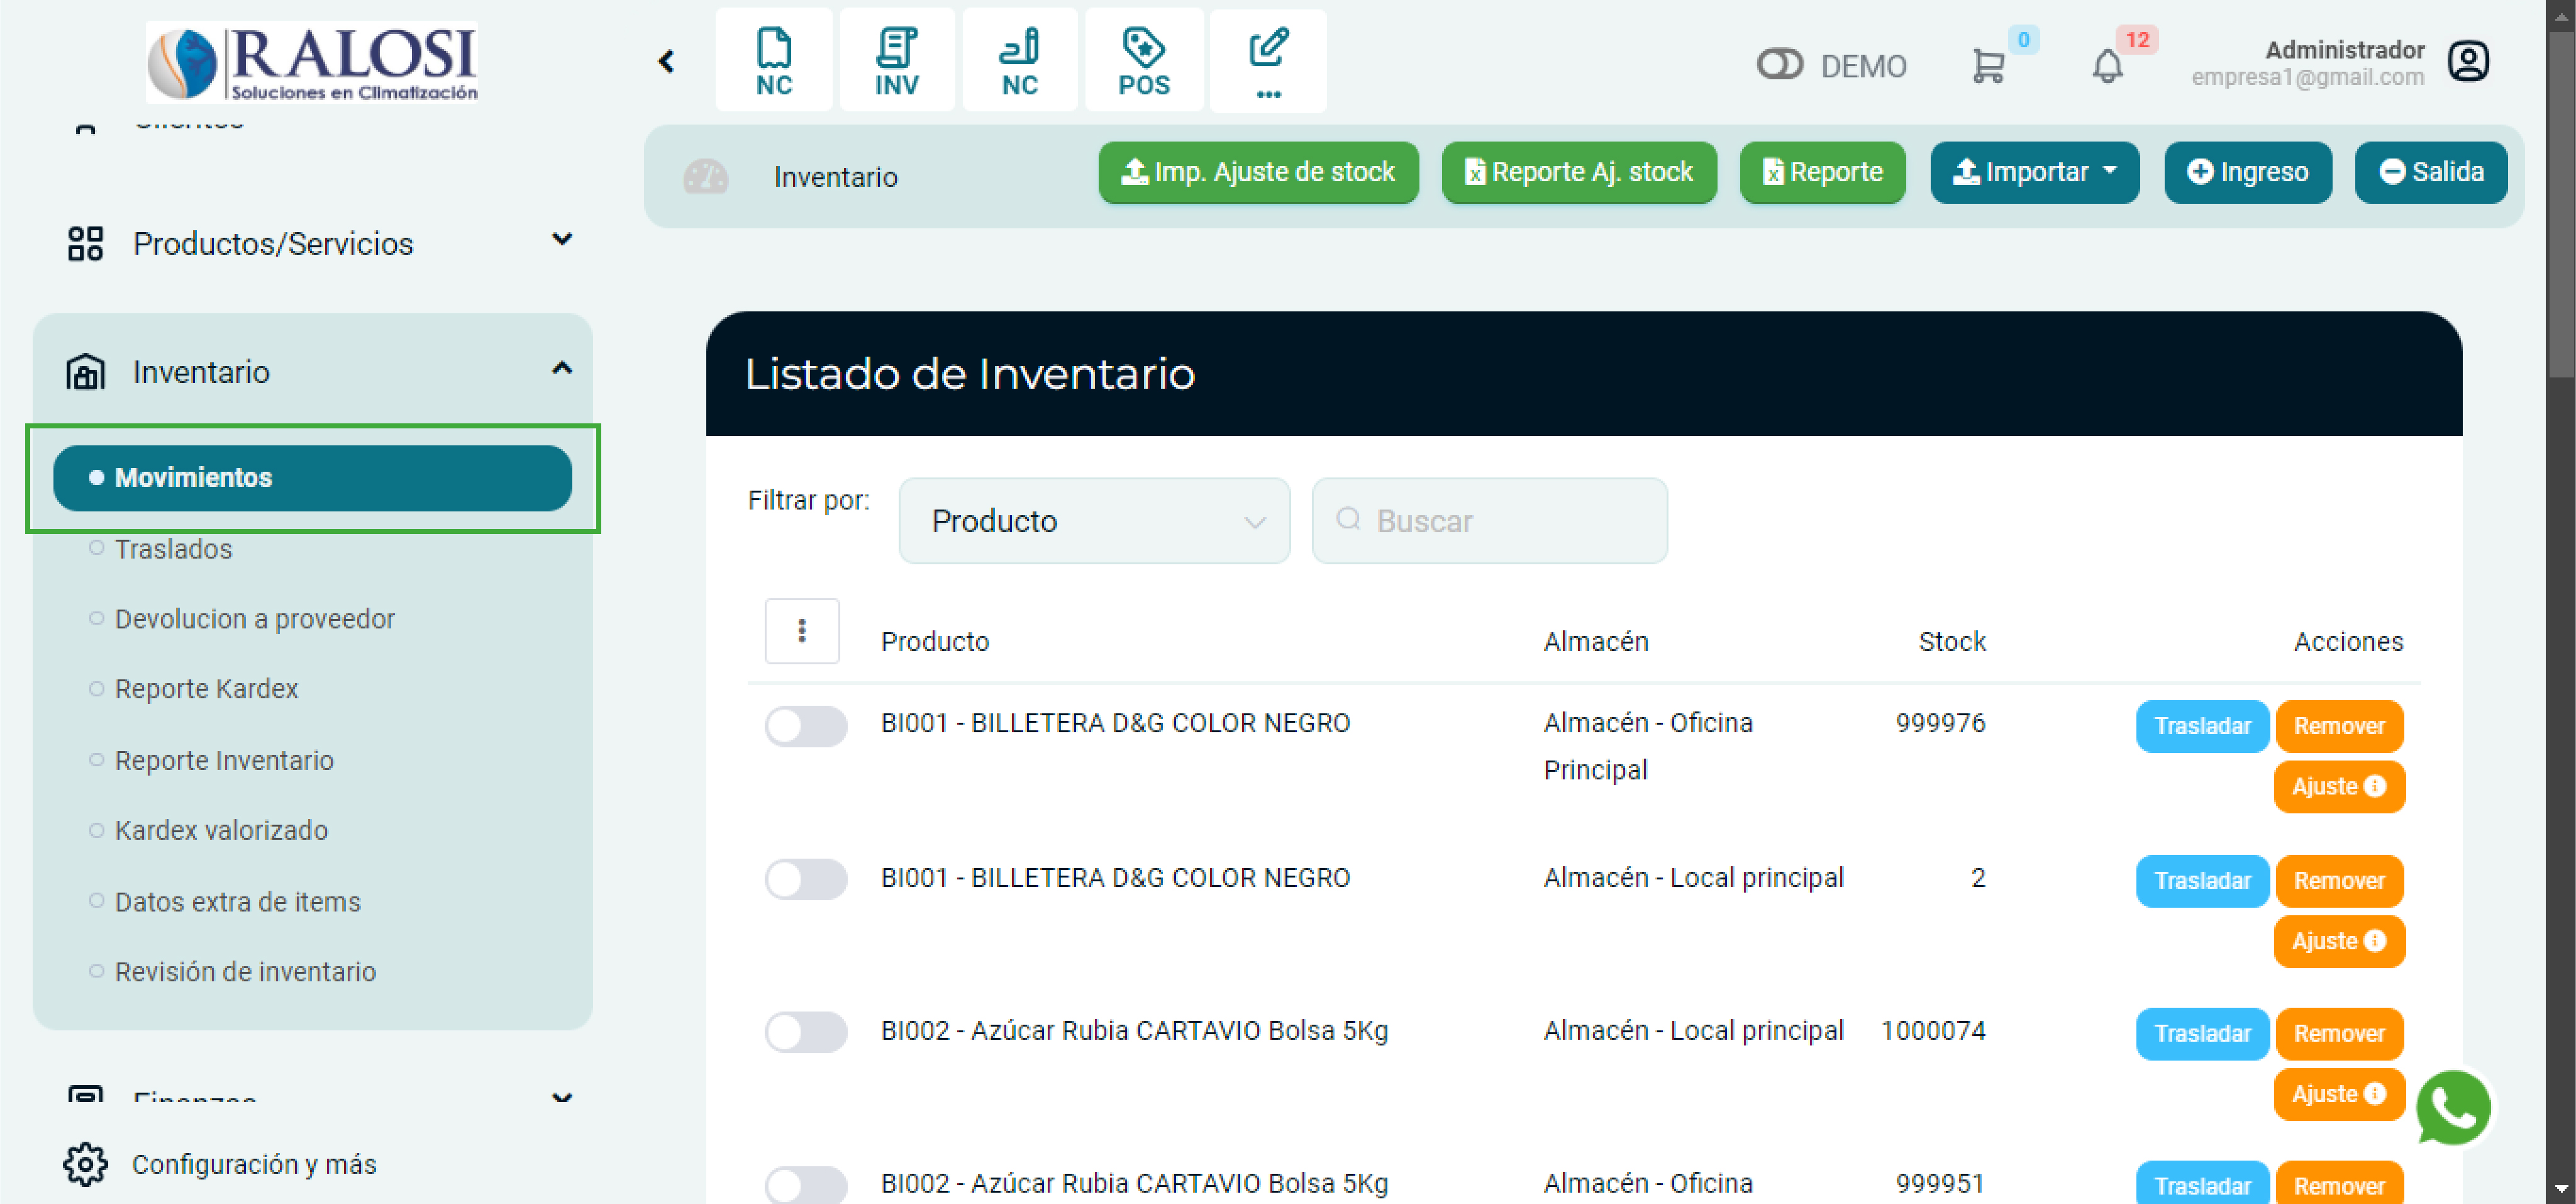 RALOSI
Soluciones en Climatización
NC
INV
NC
POS
...
DEMO
0
12
Administrador
empresa1@gmail.com
Clientes
Productos/Servicios
Inventario
Movimientos
Traslados
Devolucion a proveedor
Reporte Kardex
Reporte Inventario
Kardex valorizado
Datos extra de items
Revisión de inventario
Finanzas
Configuración y más
Inventario
Imp. Ajuste de stock
Reporte Aj. stock
Reporte
Importar
Ingreso
Salida
Listado de Inventario
Filtrar por:
Producto
Buscar
Producto Almacén Stock Acciones
BI001 - BILLETERA D&G COLOR NEGRO Almacén - Oficina 999976 Trasladar Remover
Principal
Ajuste
BI001 - BILLETERA D&G COLOR NEGRO Almacén - Local principal 2 Trasladar Remover
Ajuste
BI002 - Azúcar Rubia CARTAVIO Bolsa 5Kg Almacén - Local principal 1000074 Trasladar Remover
Ajuste
BI002 - Azúcar Rubia CARTAVIO Bolsa 5Kg Almacén - Oficina 999951 Trasladar Remover